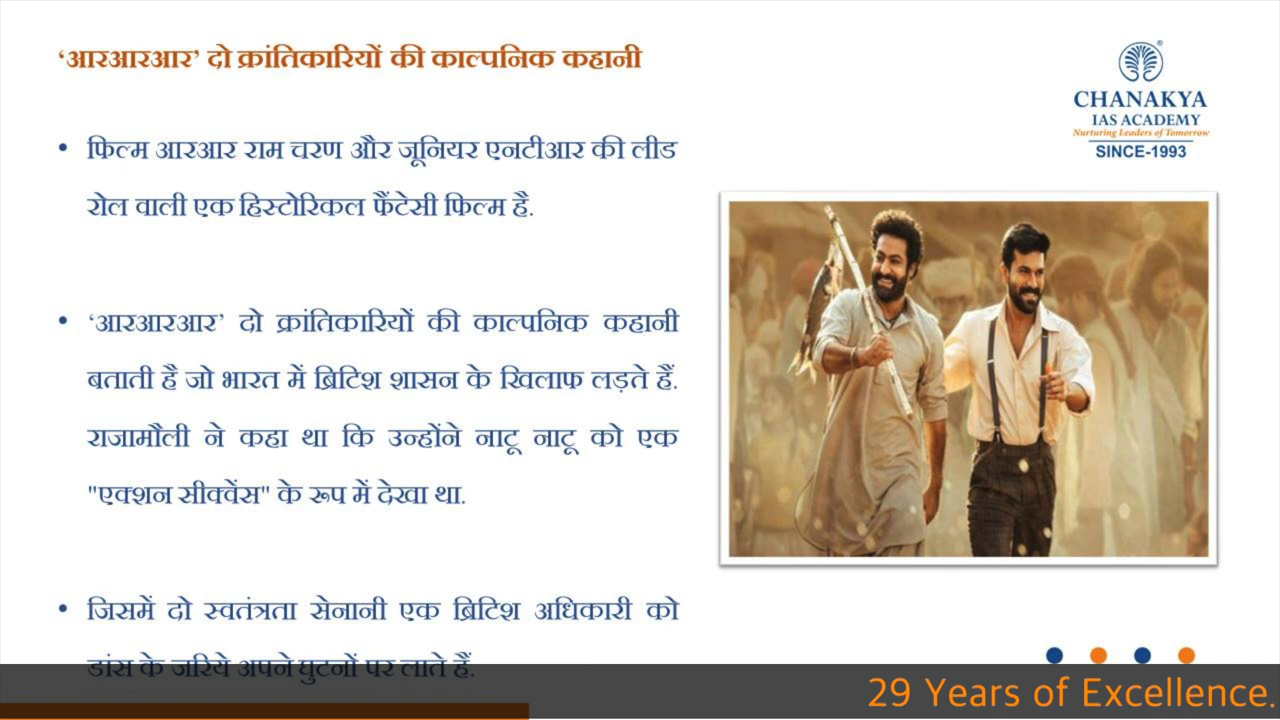 ‘आरआरआर’ दो क्रांतिकारियों की काल्पनिक कहानी
• फिल्म आरआर राम चरण और जूनियर एनटीआर की लीड
रोल वाली एक हिस्टोरिकल फैंटेसी फिल्म है.
• ‘आरआरआर’ दो क्रांतिकारियों की काल्पनिक कहानी
बताती है जो भारत में ब्रिटिश शासन के खिलाफ लड़ते हैं.
राजामौली ने कहा था कि उन्होंने नाटू नाटू को एक
"एक्शन सीक्वेंस" के रूप में देखा था.
• जिसमें दो स्वतंत्रता सेनानी एक ब्रिटिश अधिकारी को
डांस के जरिये अपने घुटनों पर लाते हैं.
CHANAKYA
IAS ACADEMY
Nurturing Leaders of Tomorrow
SINCE-1993
29 Years of Excellence.